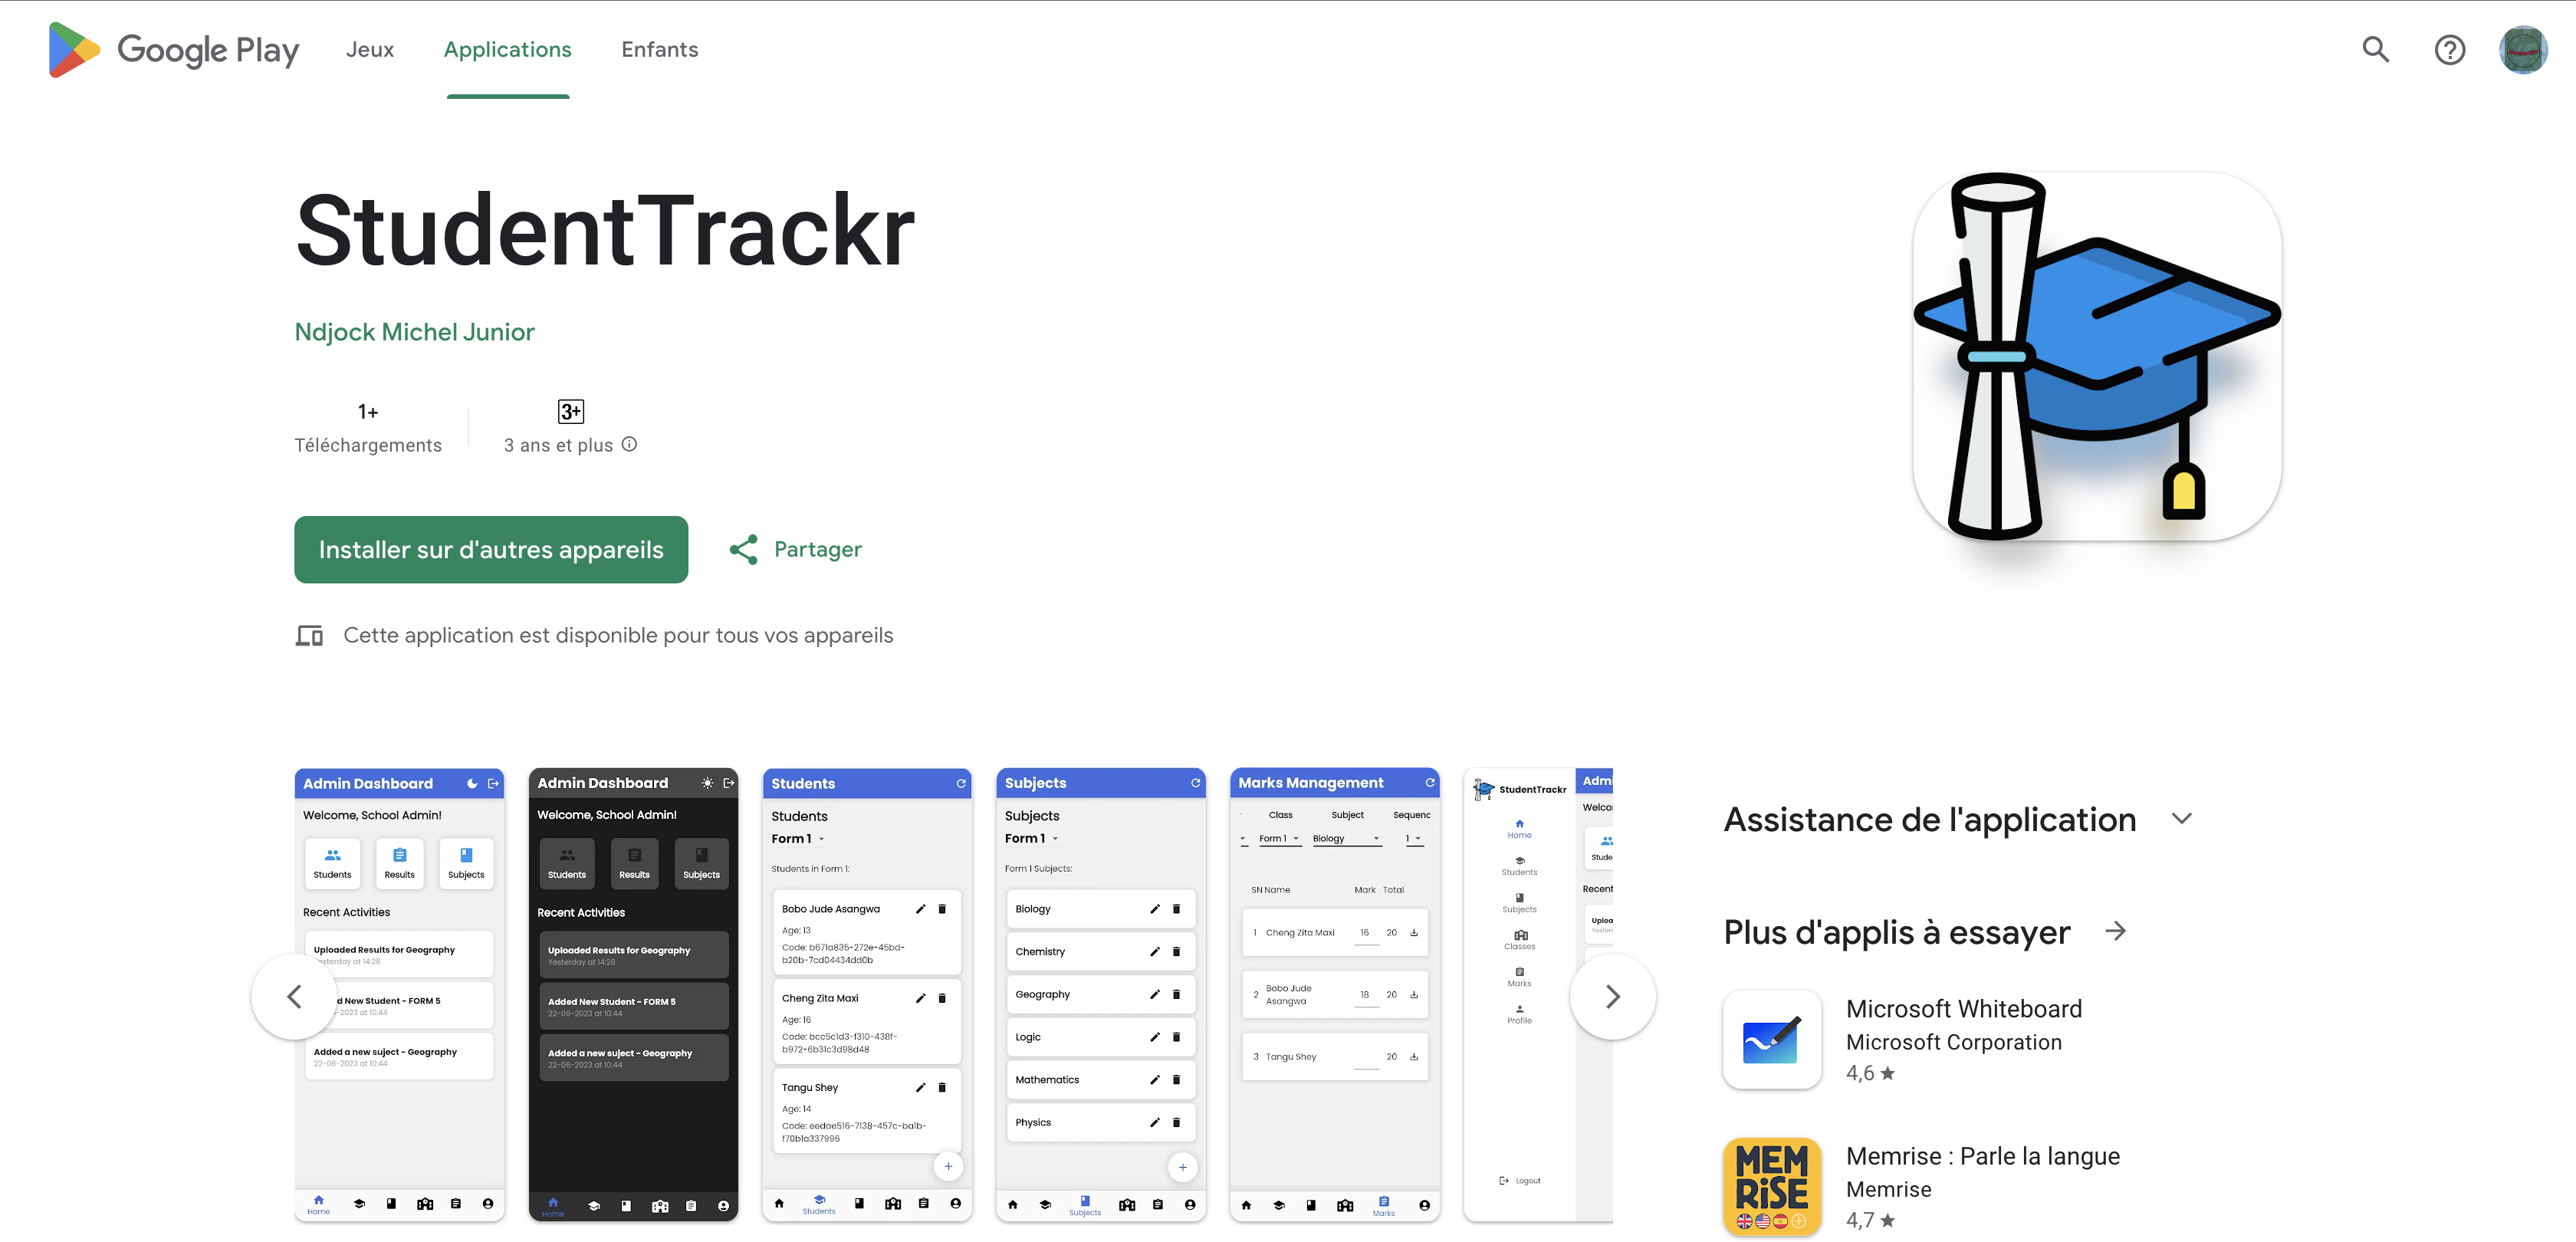 Google Play
Jeux
Applications
Enfants
StudentTrackr
Ndjock Michel Junior
1+
Téléchargements
3+
3 ans et plus
Installer sur d'autres appareils
Partager
Cette application est disponible pour tous vos appareils
Admin Dashboard
Welcome, School Admin!
Students
Results
Subjects
Recent Activities
Uploaded Results for Geography
sterday at 14:28
d New Student - FORM 5
-2023 at 10:44
Added a new suject - Geography
22-06-2023 at 10:44
Home
Admin Dashboard
Welcome, School Admin!
Students
Results
Subjects
Recent Activities
Uploaded Results for Geography
Yesterday at 14:28
Added New Student - FORM 5
22-06-2023 at 10:44
Added a new suject - Geography
22-06-2023 at 10:44
Home
Students
Students
Form 1
Students in Form 1:
Bobo Jude Asangwa
Age: 13
Code: b671a835-272e-45bd-
b20b-7cd04434dd0b
Cheng Zita Maxi
Age: 16
Code: bcc5c1d3-f310-438f-
b972-6b31c3d98d48
Tangu Shey
Age: 14
Code: eedae516-7138-457c-ba1b-
f70b1a337996
Students
Subjects
Subjects
Form 1
Form 1 Subjects:
Biology
Chemistry
Geography
Logic
Mathematics
Physics
Subjects
Marks Management
Class Subject Sequenc
Form 1 Biology 1
SN Name Mark Total
1 Cheng Zita Maxi 16 20
2 Bobo Jude
Asangwa 18 20
3 Tangu Shey 20
Marks
StudentTrackr
Home
Students
Subjects
Classes
Marks
Profile
Logout
Admi
Welco
Stude
Recent
Uploa
Yester
Assistance de l'application
Plus d'applis à essayer
Microsoft Whiteboard
Microsoft Corporation
4,6
MEM
RiSE
Memrise : Parle la langue
Memrise
4,7